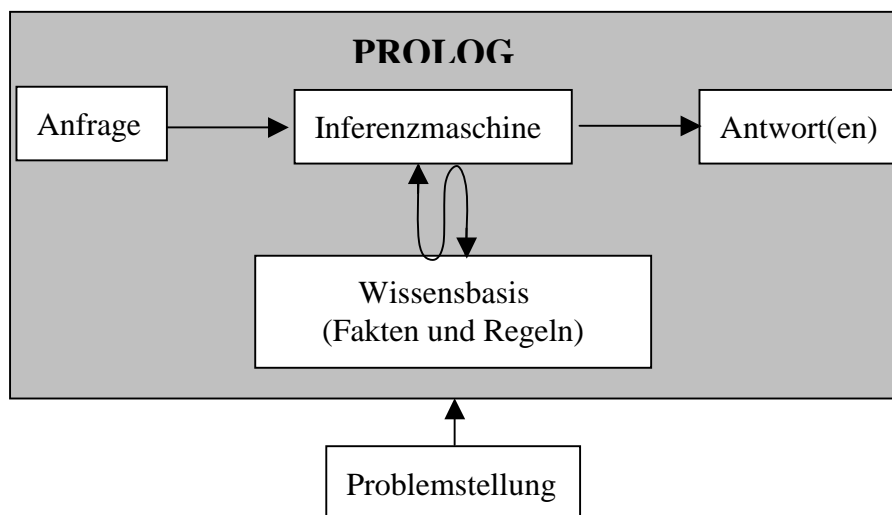 PROLOG
Anfrage
Inferenzmaschine
Antwort(en)
Wissensbasis
(Fakten und Regeln)
Problemstellung